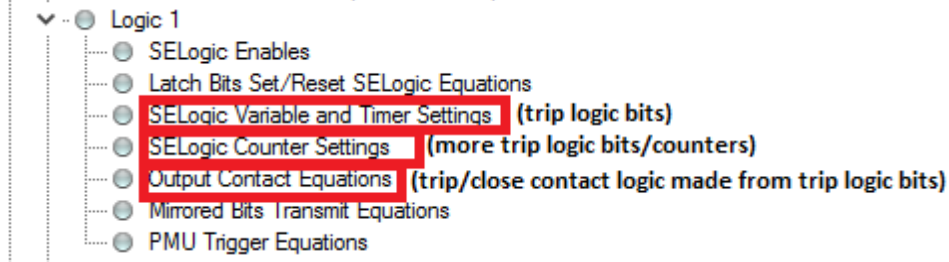 Logic 1
SELogic Enables
Latch Bits Set/Reset SELogic Equations
SELogic Variable and Timer Settings (trip logic bits)
SELogic Counter Settings (more trip logic bits/counters)
Output Contact Equations (trip/close contact logic made from trip logic bits)
Mirrored Bits Transmit Equations
PMU Trigger Equations